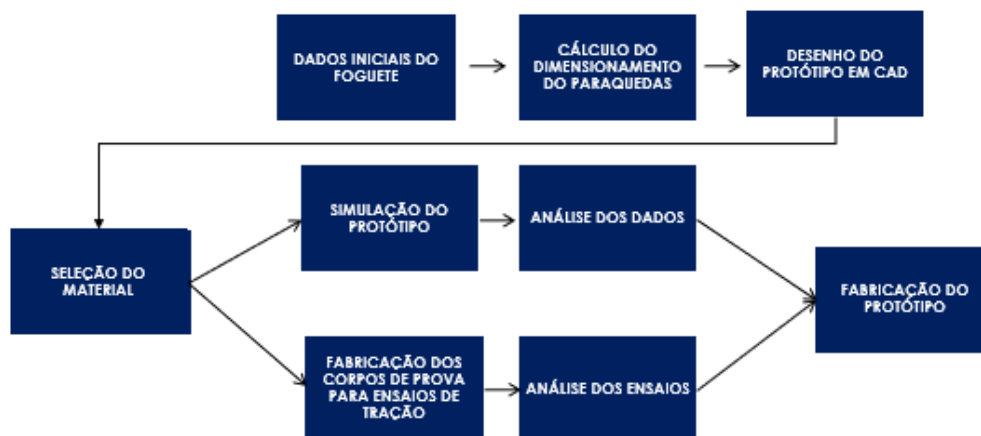 DADOS INICIAIS DO
FOGUETE
CÁLCULO DO
DIMENSIONAMENTO
DO PARAQUEDAS
DESENHO DO
PROTÓTIPO EM CAD
SELEÇÃO DO
MATERIAL
SIMULAÇÃO DO
PROTÓTIPO
ANÁLISE DOS DADOS
FABRICAÇÃO DOS
CORPOS DE PROVA
PARA ENSAIOS DE
TRAÇÃO
ANÁLISE DOS ENSAIOS
FABRICAÇÃO DO
PROTÓTIPO